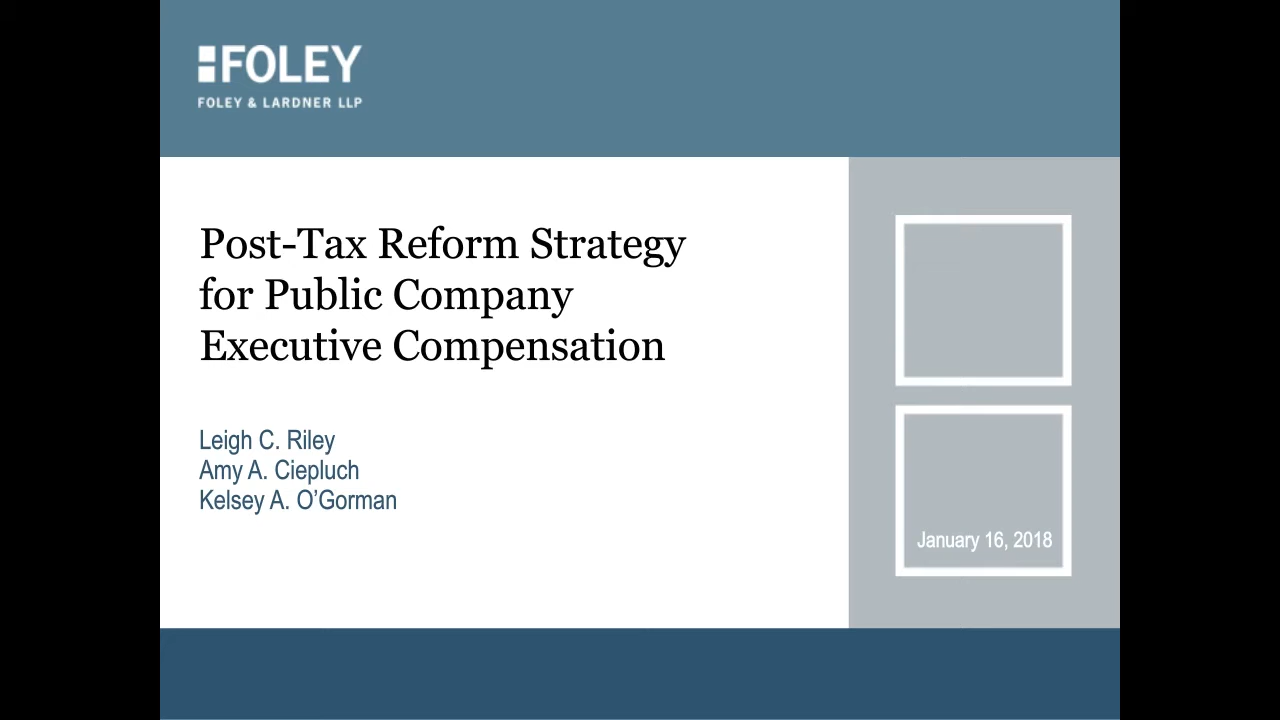 FOLEY
FOLEY & LARDNER LLP
Post-Tax Reform Strategy
for Public Company
Executive Compensation
Leigh C. Riley
Amy A. Ciepluch
Kelsey A. O’Gorman
January 16, 2018